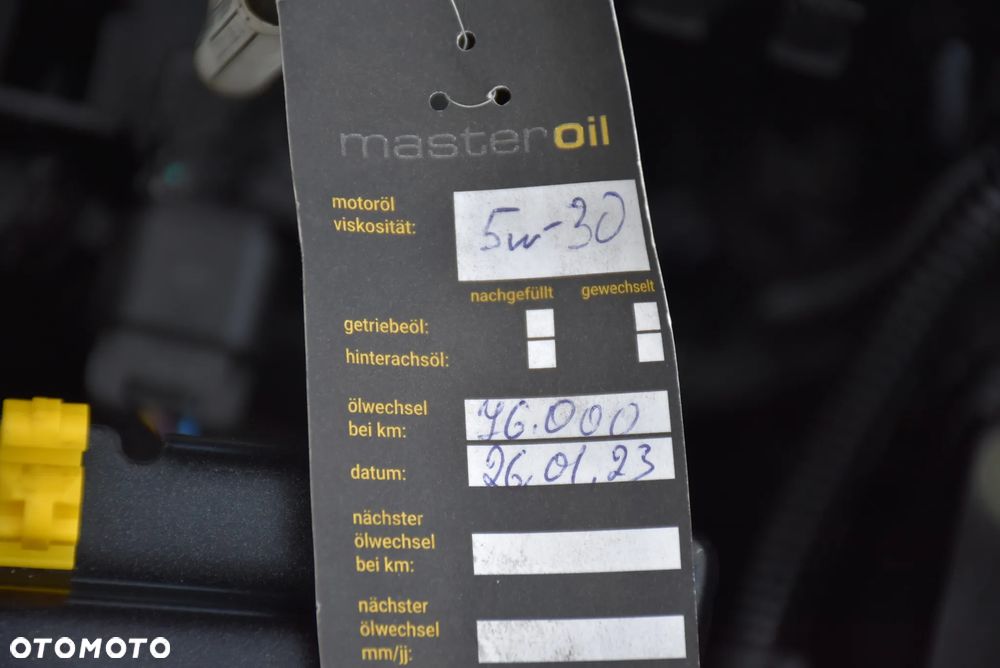 masteroil
motoröl
viskosität: 5w-30
nachgefüllt gewechselt
getriebeöl:
hinterachsöl:
ölwechsel
bei km: 76.000
datum: 26.01.23
nächster
ölwechsel
bei km:
nächster
ölwechsel
mm/jj:
OTOMOTO